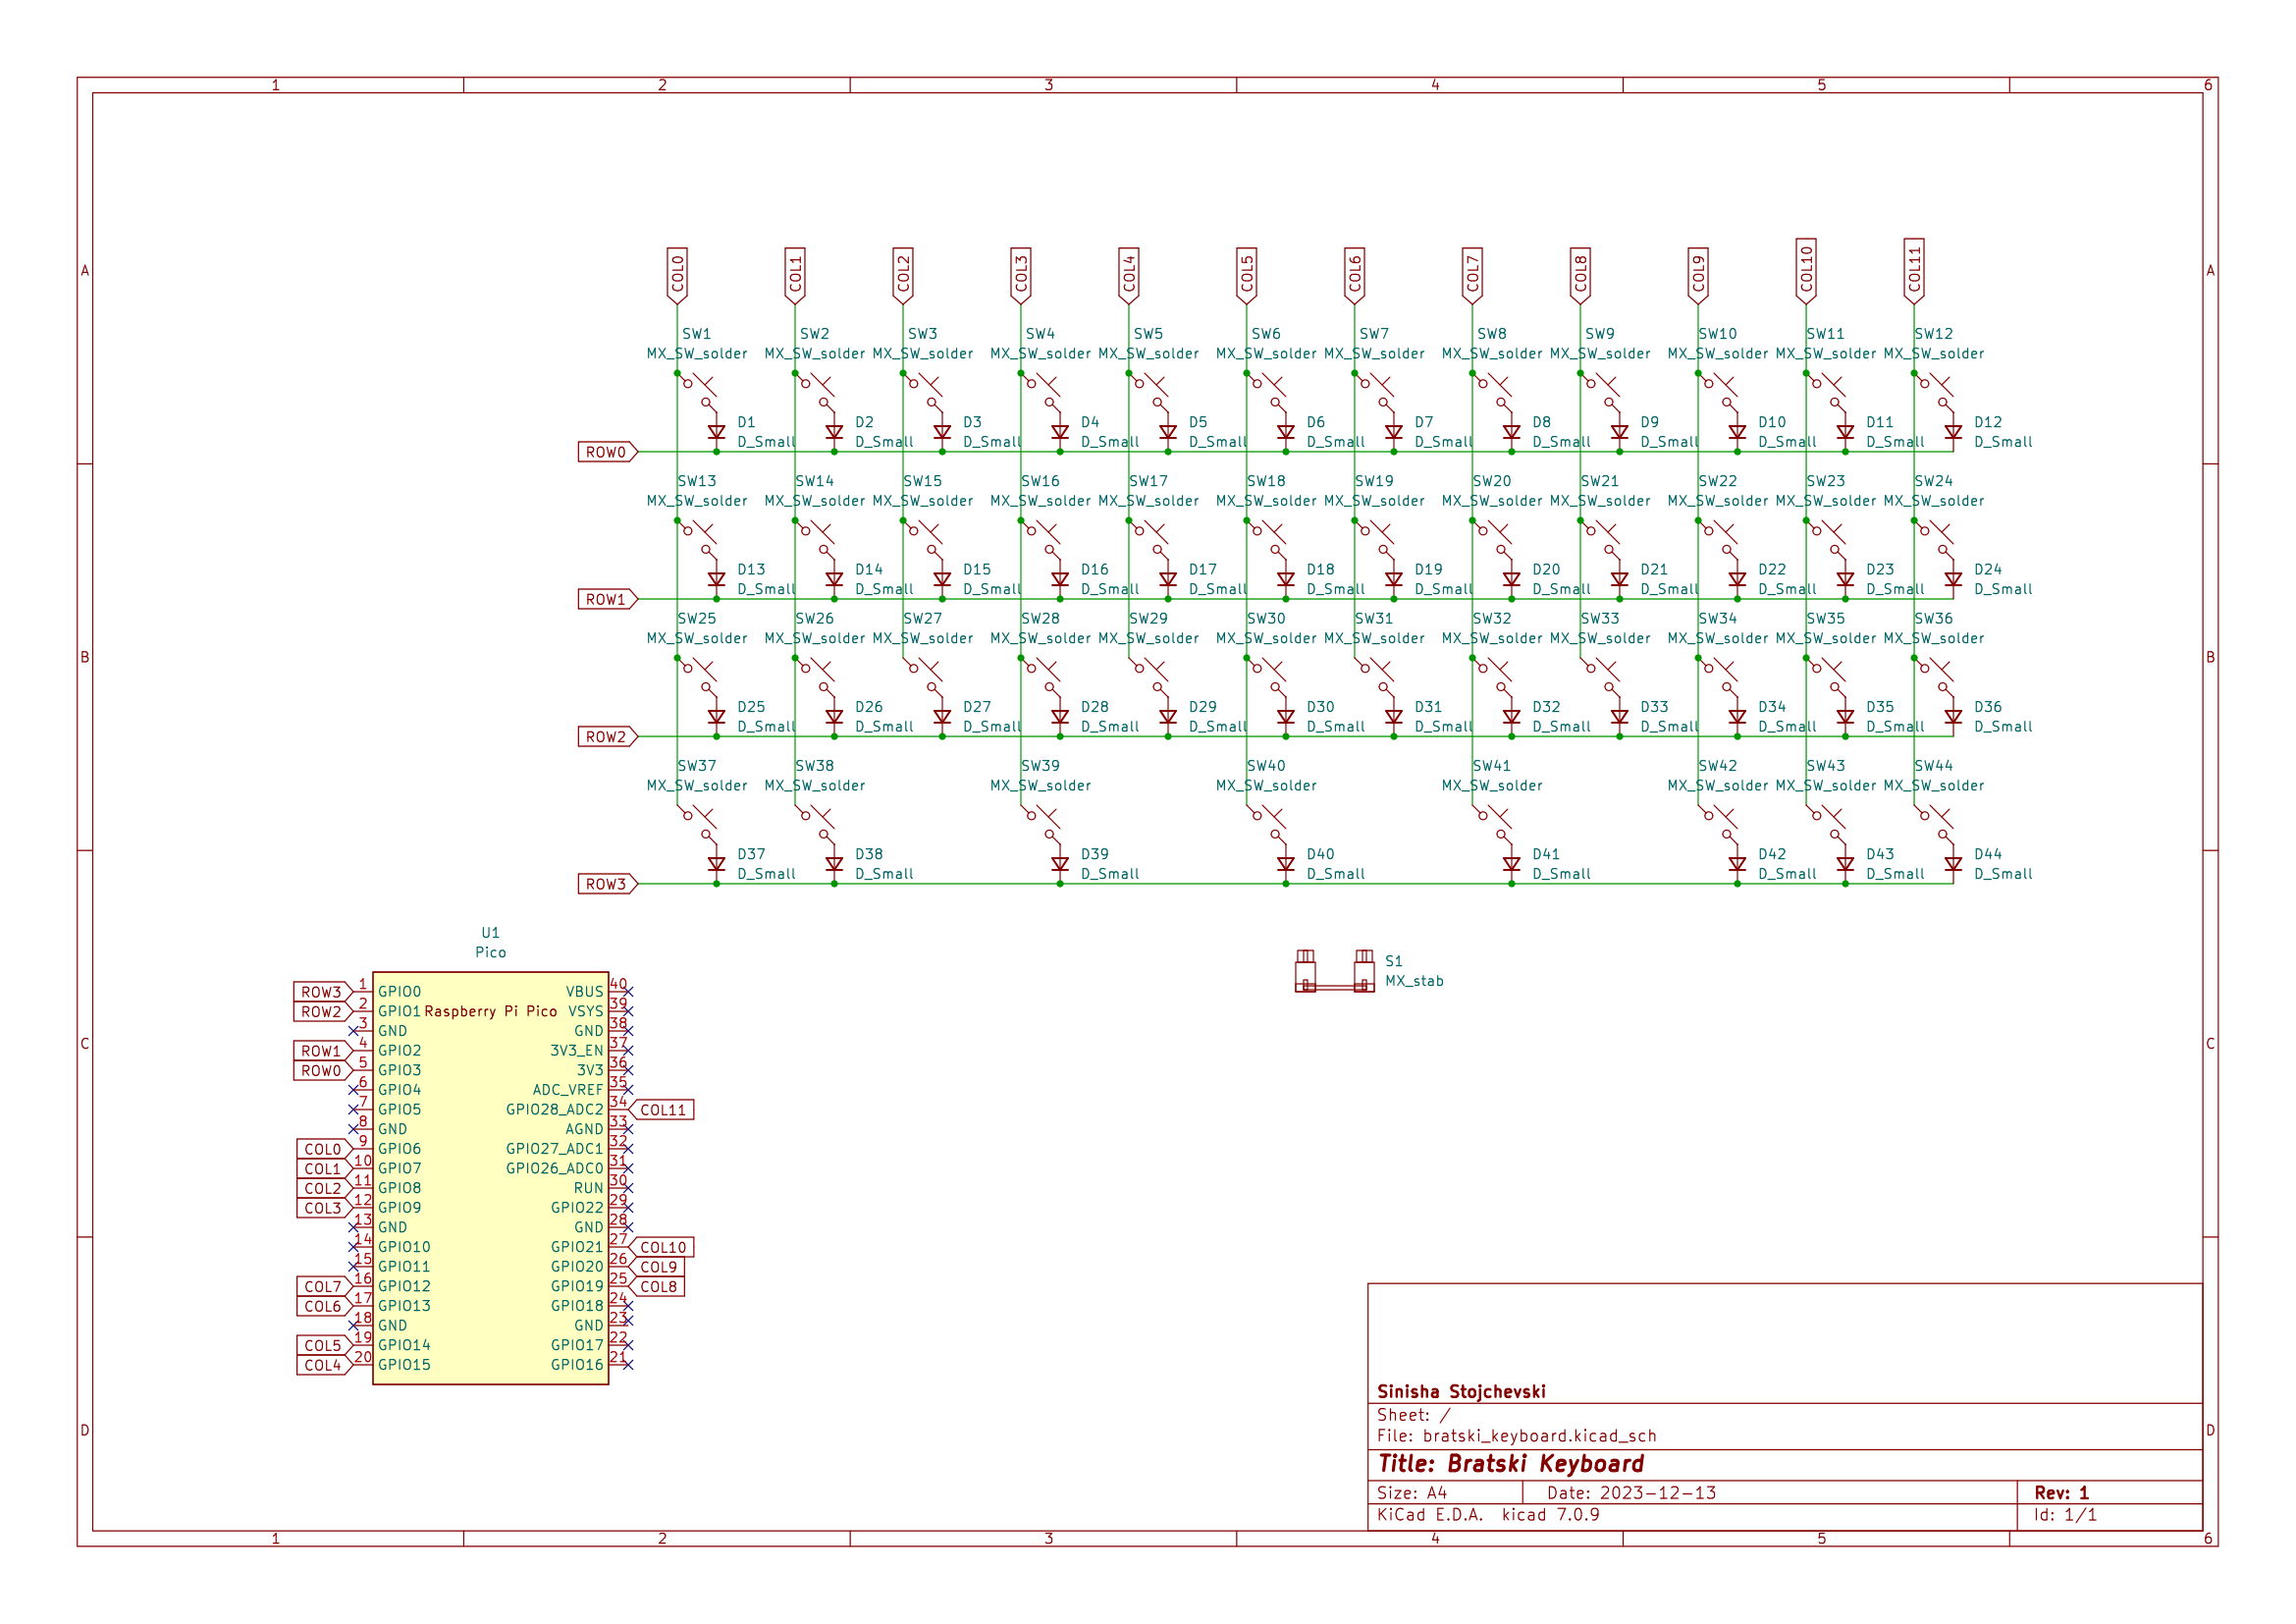 1 2 3 4 5 6
A A
COL0 COL1 COL2 COL3 COL4 COL5 COL6 COL7 COL8 COL9 COL10 COL11
SW1 SW2 SW3 SW4 SW5 SW6 SW7 SW8 SW9 SW10 SW11 SW12
MX_SW_solder MX_SW_solder MX_SW_solder MX_SW_solder MX_SW_solder MX_SW_solder MX_SW_solder MX_SW_solder MX_SW_solder MX_SW_solder MX_SW_solder MX_SW_solder
D1 D2 D3 D4 D5 D6 D7 D8 D9 D10 D11 D12
D_Small D_Small D_Small D_Small D_Small D_Small D_Small D_Small D_Small D_Small D_Small D_Small
ROW0
SW13 SW14 SW15 SW16 SW17 SW18 SW19 SW20 SW21 SW22 SW23 SW24
MX_SW_solder MX_SW_solder MX_SW_solder MX_SW_solder MX_SW_solder MX_SW_solder MX_SW_solder MX_SW_solder MX_SW_solder MX_SW_solder MX_SW_solder MX_SW_solder
D13 D14 D15 D16 D17 D18 D19 D20 D21 D22 D23 D24
D_Small D_Small D_Small D_Small D_Small D_Small D_Small D_Small D_Small D_Small D_Small D_Small
ROW1
SW25 SW26 SW27 SW28 SW29 SW30 SW31 SW32 SW33 SW34 SW35 SW36
MX_SW_solder MX_SW_solder MX_SW_solder MX_SW_solder MX_SW_solder MX_SW_solder MX_SW_solder MX_SW_solder MX_SW_solder MX_SW_solder MX_SW_solder MX_SW_solder
B B
D25 D26 D27 D28 D29 D30 D31 D32 D33 D34 D35 D36
D_Small D_Small D_Small D_Small D_Small D_Small D_Small D_Small D_Small D_Small D_Small D_Small
ROW2
SW37 SW38 SW39 SW40 SW41 SW42 SW43 SW44
MX_SW_solder MX_SW_solder MX_SW_solder MX_SW_solder MX_SW_solder MX_SW_solder MX_SW_solder MX_SW_solder
D37 D38 D39 D40 D41 D42 D43 D44
D_Small D_Small D_Small D_Small D_Small D_Small D_Small D_Small
ROW3
U1
Pico
S1
MX_stab
ROW3 1 GPIO0 VBUS 40
ROW2 2 GPIO1 Raspberry Pi Pico VSYS 39
3 GND GND 38
C C
ROW1 4 GPIO2 3V3_EN 37
ROW0 5 GPIO3 3V3 36
6 GPIO4 ADC_VREF 35
7 GPIO5 GPIO28_ADC2 34 COL11
8 GND AGND 33
COL0 9 GPIO6 GPIO27_ADC1 32
COL1 10 GPIO7 GPIO26_ADC0 31
COL2 11 GPIO8 RUN 30
COL3 12 GPIO9 GPIO22 29
13 GND GND 28
14 GPIO10 GPIO21 27 COL10
15 GPIO11 GPIO20 26 COL9
COL7 16 GPIO12 GPIO19 25 COL8
COL6 17 GPIO13 GPIO18 24
18 GND GND 23
COL5 19 GPIO14 GPIO17 22
COL4 20 GPIO15 GPIO16 21
Sinisha Stojchevski
Sheet: /
File: bratski_keyboard.kicad_sch
D D
Title: Bratski Keyboard
Size: A4 Date: 2023-12-13 Rev: 1
KiCad E.D.A. kicad 7.0.9 Id: 1/1
1 2 3 4 5 6